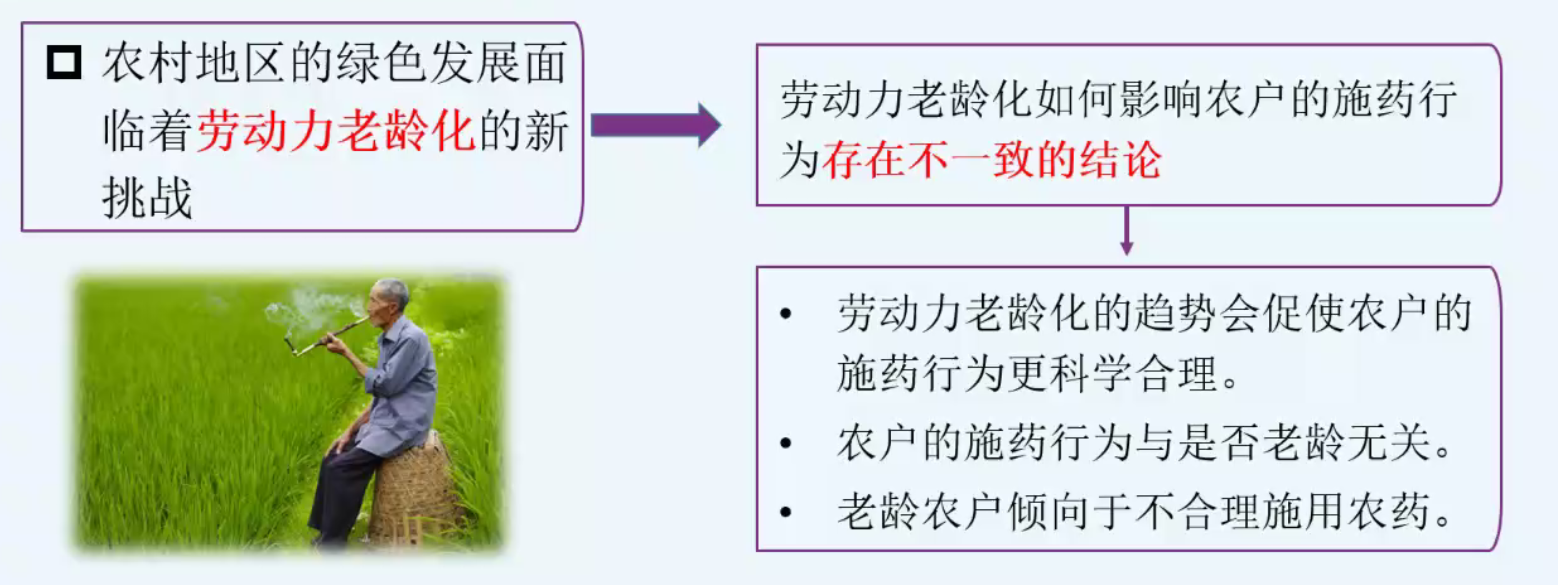 农村地区的绿色发展面
临着劳动力老龄化的新
挑战
劳动力老龄化如何影响农户的施药行
为存在不一致的结论
• 劳动力老龄化的趋势会促使农户的
施药行为更科学合理。
• 农户的施药行为与是否老龄无关。
• 老龄农户倾向于不合理施用农药。